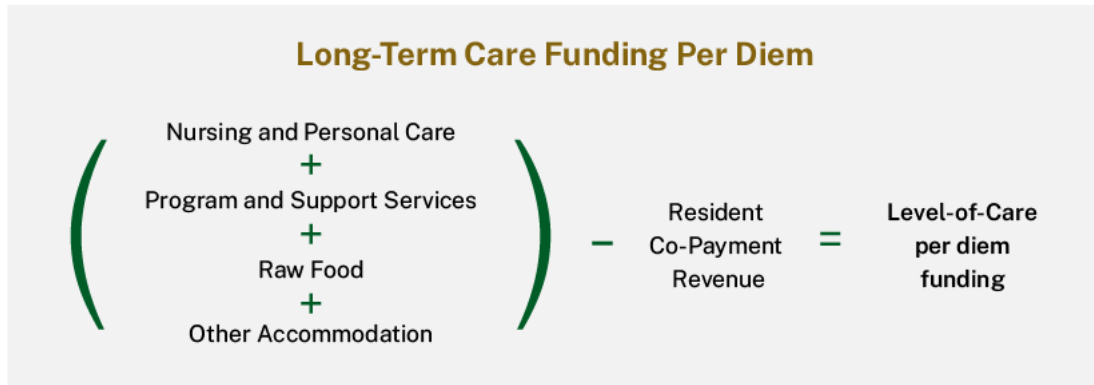 Long-Term Care Funding Per Diem
(
Nursing and Personal Care
+
Program and Support Services
+
Raw Food
+
Other Accommodation
)
–
Resident
Co-Payment
Revenue
=
Level-of-Care
per diem
funding